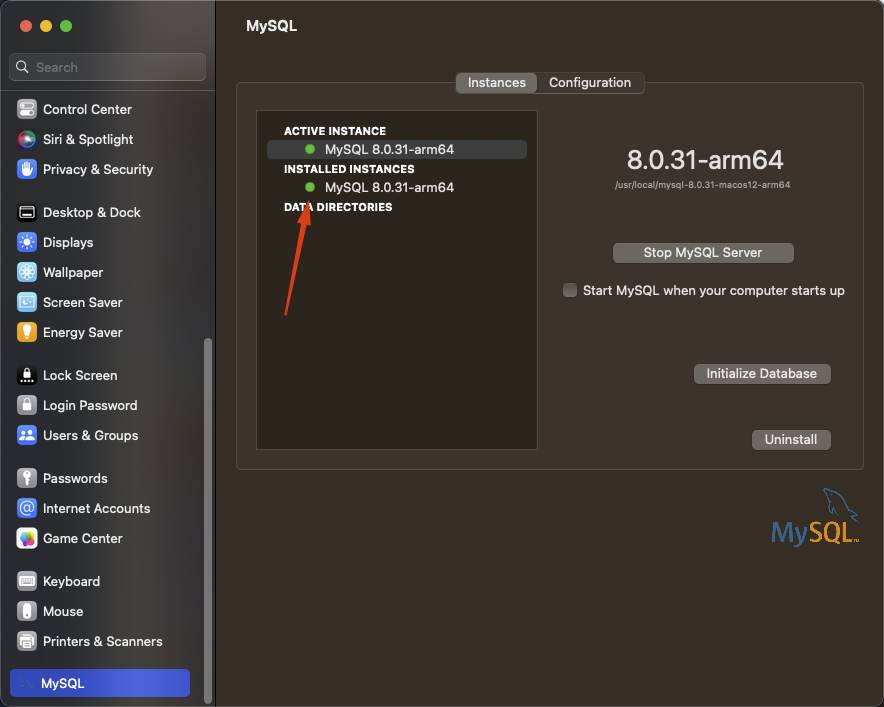 MySQL
Search
Control Center
Siri & Spotlight
Privacy & Security
Desktop & Dock
Displays
Wallpaper
Screen Saver
Energy Saver
Lock Screen
Login Password
Users & Groups
Passwords
Internet Accounts
Game Center
Keyboard
Mouse
Printers & Scanners
MySQL
Instances
Configuration
ACTIVE INSTANCE
MySQL 8.0.31-arm64
INSTALLED INSTANCES
MySQL 8.0.31-arm64
DATA DIRECTORIES
8.0.31-arm64
/usr/local/mysql-8.0.31-macos12-arm64
Stop MySQL Server
Start MySQL when your computer starts up
Initialize Database
Uninstall
MySQL™